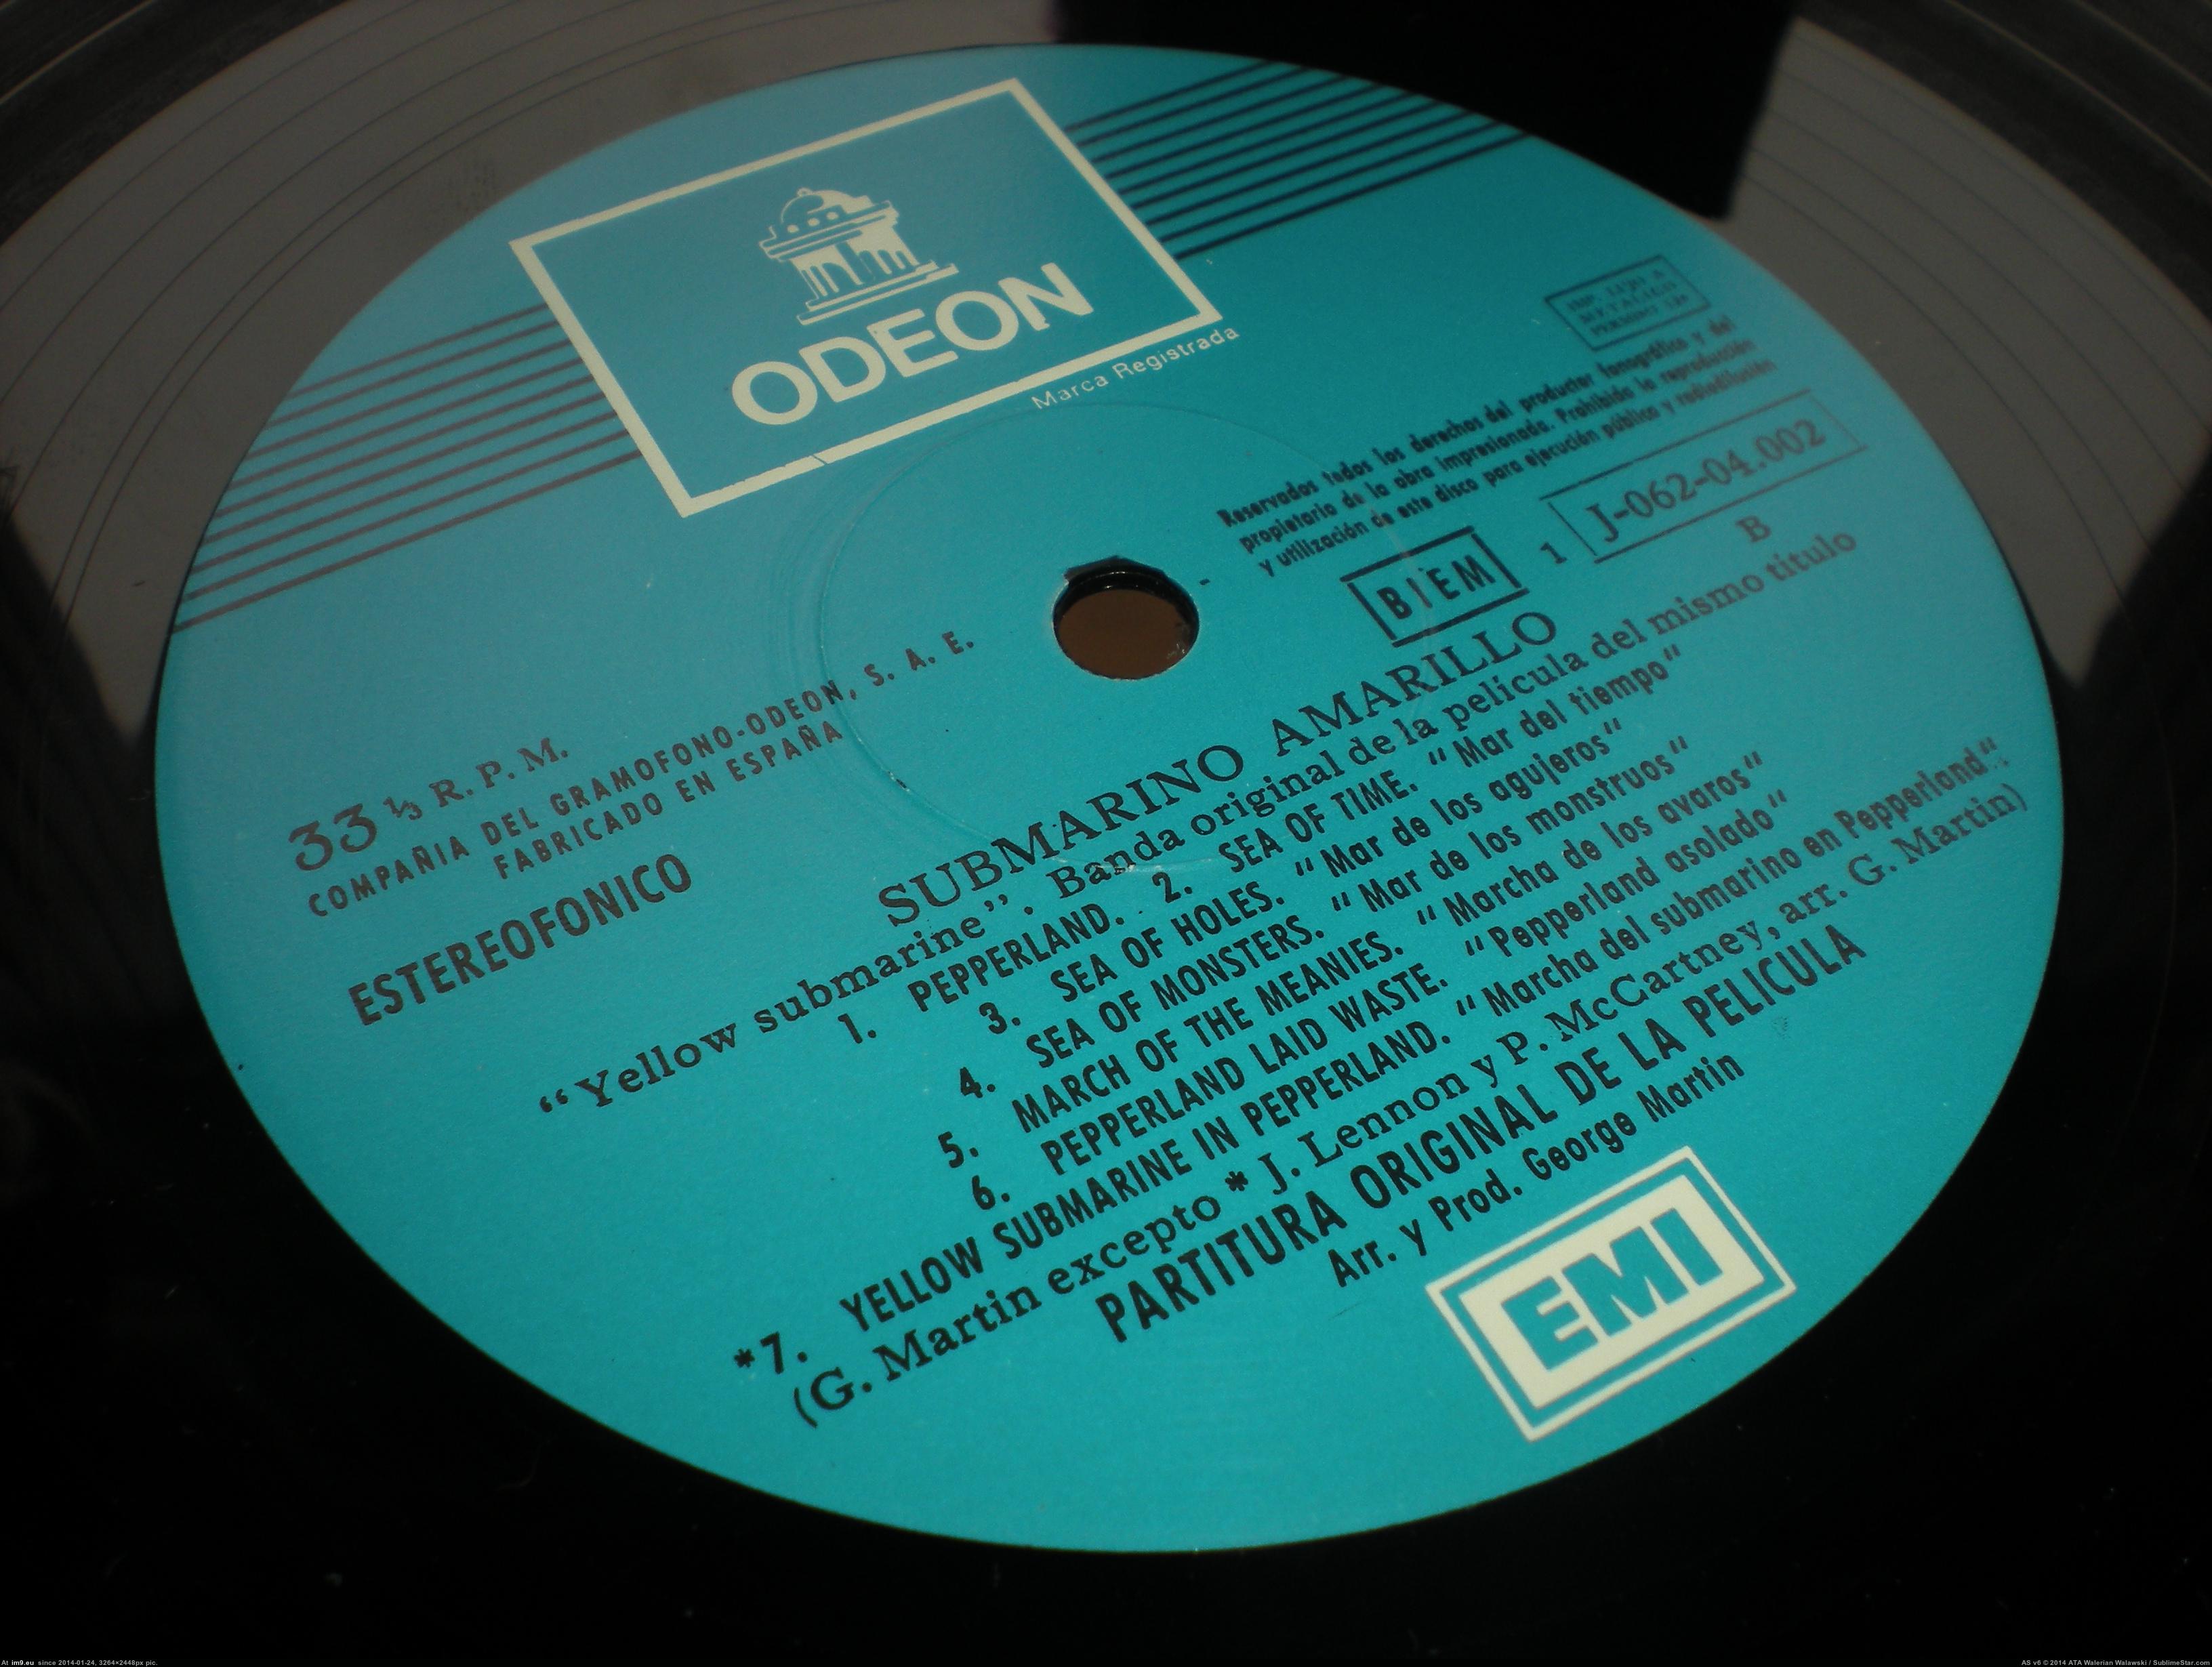 ODEON
Marca Registrada
IMP. LUJO A
METALICO
PERMISO 1de
Reservados todos los derechos del productor fonográfico y del
propietario de la obra impresionada. Prohibida la reproducción
y utilización de este disco para ejecución pública y radiodifusión
BIEM
1
J-062-04.002
B
33 ⅓ R. P. M.
COMPAÑIA DEL GRAMOFONO-ODEON, S. A. E.
FABRICADO EN ESPAÑA
ESTEREOFONICO
SUBMARINO AMARILLO
“Yellow submarine”. Banda original de la película del mismo título
1. PEPPERLAND. 2. SEA OF TIME. “Mar del tiempo“
3. SEA OF HOLES. “Mar de los agujeros“
4. SEA OF MONSTERS. “Mar de los monstruos“
5. MARCH OF THE MEANIES. “Marcha de los avaros“
6. PEPPERLAND LAID WASTE. “Pepperland asolado“
*7. YELLOW SUBMARINE IN PEPPERLAND. “Marcha del submarino en Pepperland“.
(G. Martin excepto * J. Lennon y P. McCartney, arr. G. Martin)
PARTITURA ORIGINAL DE LA PELICULA
Arr. y Prod. George Martin
EMI
At im9.eu since 2014-01-24, 3264×2448px pic.
AS v6 © 2014 ATA Walerian Walawski / SublimeStar.com